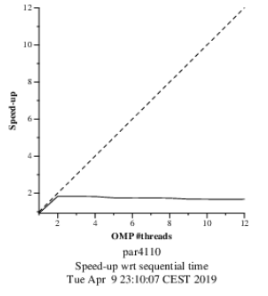 12
10
8
6
4
2
Speed-up
2 4 6 8 10 12
OMP #threads
par4110
Speed-up wrt sequential time
Tue Apr 9 23:10:07 CEST 2019